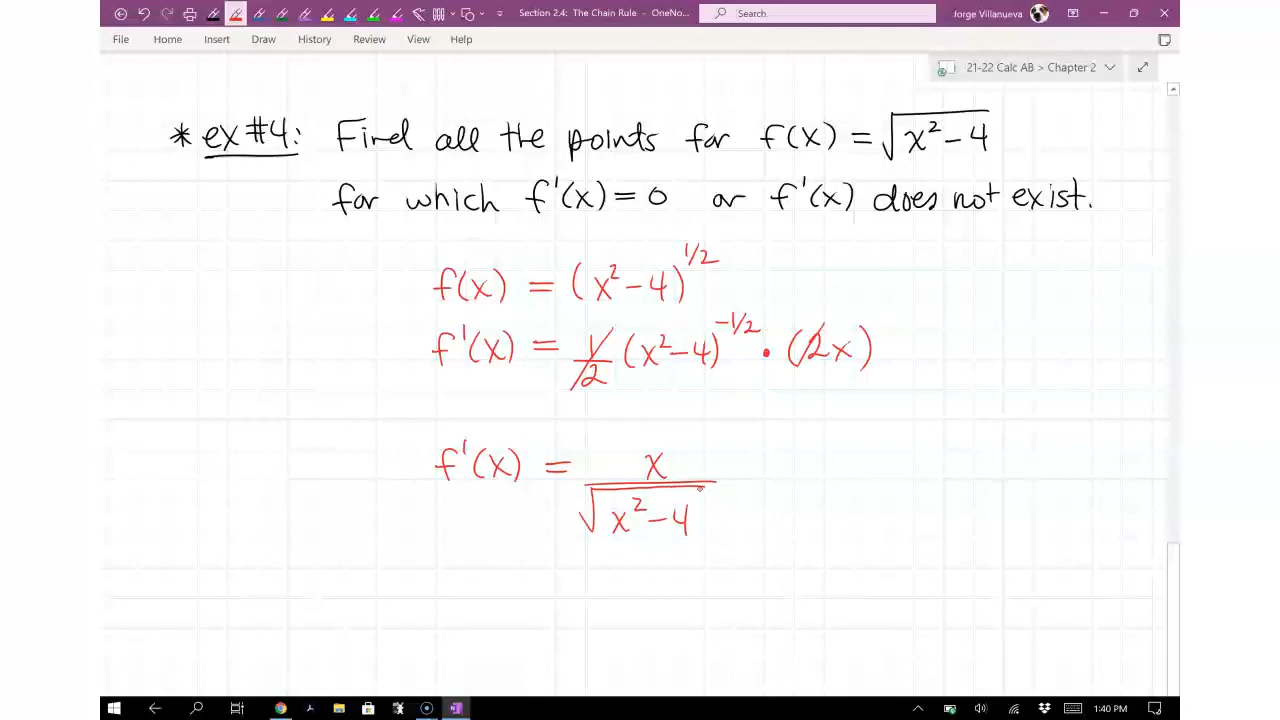 Section 2.4: The Chain Rule - OneNo...
Search
Jorge Villanueva
File Home Insert Draw History Review View Help
21-22 Calc AB > Chapter 2
* ex #4: Find all the points for f(x) = √(x² - 4)
for which f'(x) = 0 or f'(x) does not exist.
f(x) = (x² - 4)^(1/2)
f'(x) = 1/2 (x² - 4)^(-1/2) • (2x)
f'(x) = x / √(x² - 4)
1:40 PM